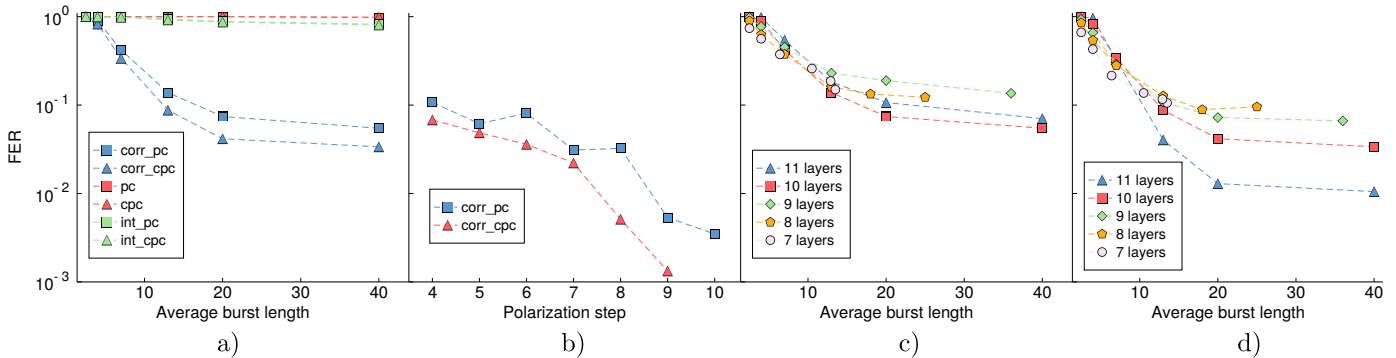 FER
10^0
10^-1
10^-2
10^-3
corr_pc
corr_cpc
pc
cpc
int_pc
int_cpc
10 20 30 40
Average burst length
a)
corr_pc
corr_cpc
4 5 6 7 8 9 10
Polarization step
b)
11 layers
10 layers
9 layers
8 layers
7 layers
10 20 30 40
Average burst length
c)
11 layers
10 layers
9 layers
8 layers
7 layers
10 20 30 40
Average burst length
d)